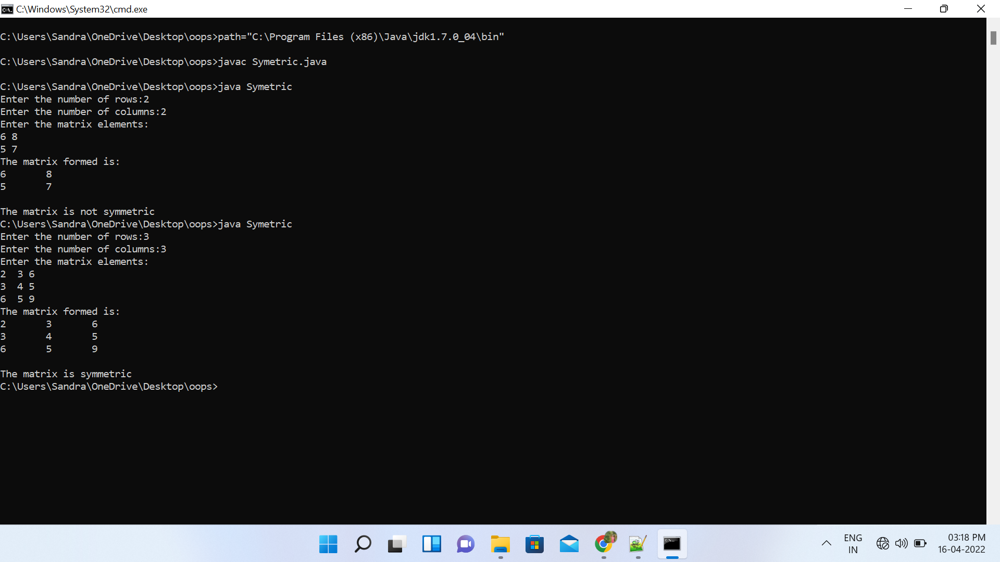 C:\Windows\System32\cmd.exe
C:\Users\Sandra\OneDrive\Desktop\oops>path="C:\Program Files (x86)\Java\jdk1.7.0_04\bin"
C:\Users\Sandra\OneDrive\Desktop\oops>javac Symetric.java
C:\Users\Sandra\OneDrive\Desktop\oops>java Symetric
Enter the number of rows:2
Enter the number of columns:2
Enter the matrix elements:
6 8
5 7
The matrix formed is:
6       8
5       7
The matrix is not symmetric
C:\Users\Sandra\OneDrive\Desktop\oops>java Symetric
Enter the number of rows:3
Enter the number of columns:3
Enter the matrix elements:
2  3 6
3  4 5
6  5 9
The matrix formed is:
2       3       6
3       4       5
6       5       9
The matrix is symmetric
C:\Users\Sandra\OneDrive\Desktop\oops>
ENG
IN
03:18 PM
16-04-2022